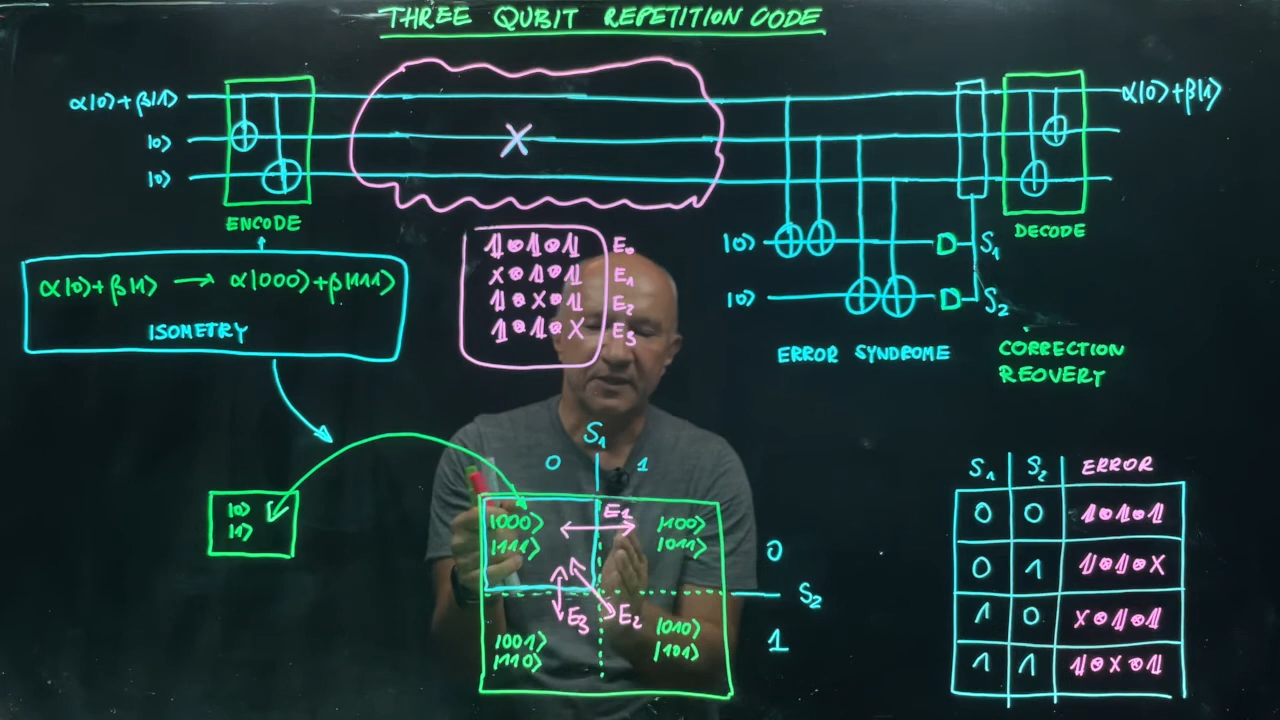 THREE QUBIT REPETITION CODE
α|0⟩+β|1⟩
|0⟩
|0⟩
ENCODE
X
α|0⟩+β|1⟩
DECODE
|0⟩ D S₁
|0⟩ D S₂
ERROR SYNDROME
CORRECTION
REOVERY
α|0⟩+β|1⟩ → α|000⟩+β|111⟩
ISOMETRY
𝟙⊗𝟙⊗𝟙 E₀
X⊗𝟙⊗𝟙 E₁
𝟙⊗X⊗𝟙 E₂
𝟙⊗𝟙⊗X E₃
|0⟩
|1⟩
S₁
0 1
|000⟩ E₁ |100⟩
|111⟩ |011⟩
0
S₂
1
E₃ E₂
|001⟩ |010⟩
|110⟩ |101⟩
S₁ S₂ ERROR
0 0 𝟙⊗𝟙⊗𝟙
0 1 𝟙⊗𝟙⊗X
1 0 X⊗𝟙⊗𝟙
1 1 𝟙⊗X⊗𝟙